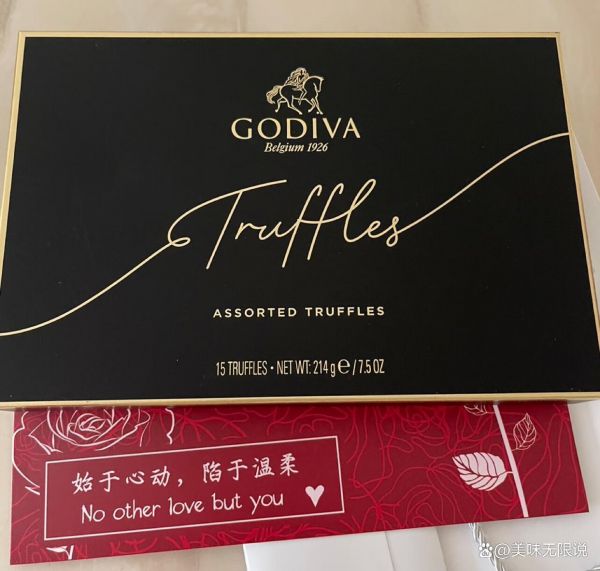 GODIVA
Belgium 1926
Truffles
ASSORTED TRUFFLES
15 TRUFFLES • NET WT: 214 g ℮ / 7.5 OZ
始于心动，陷于温柔
No other love but you
美味无限说